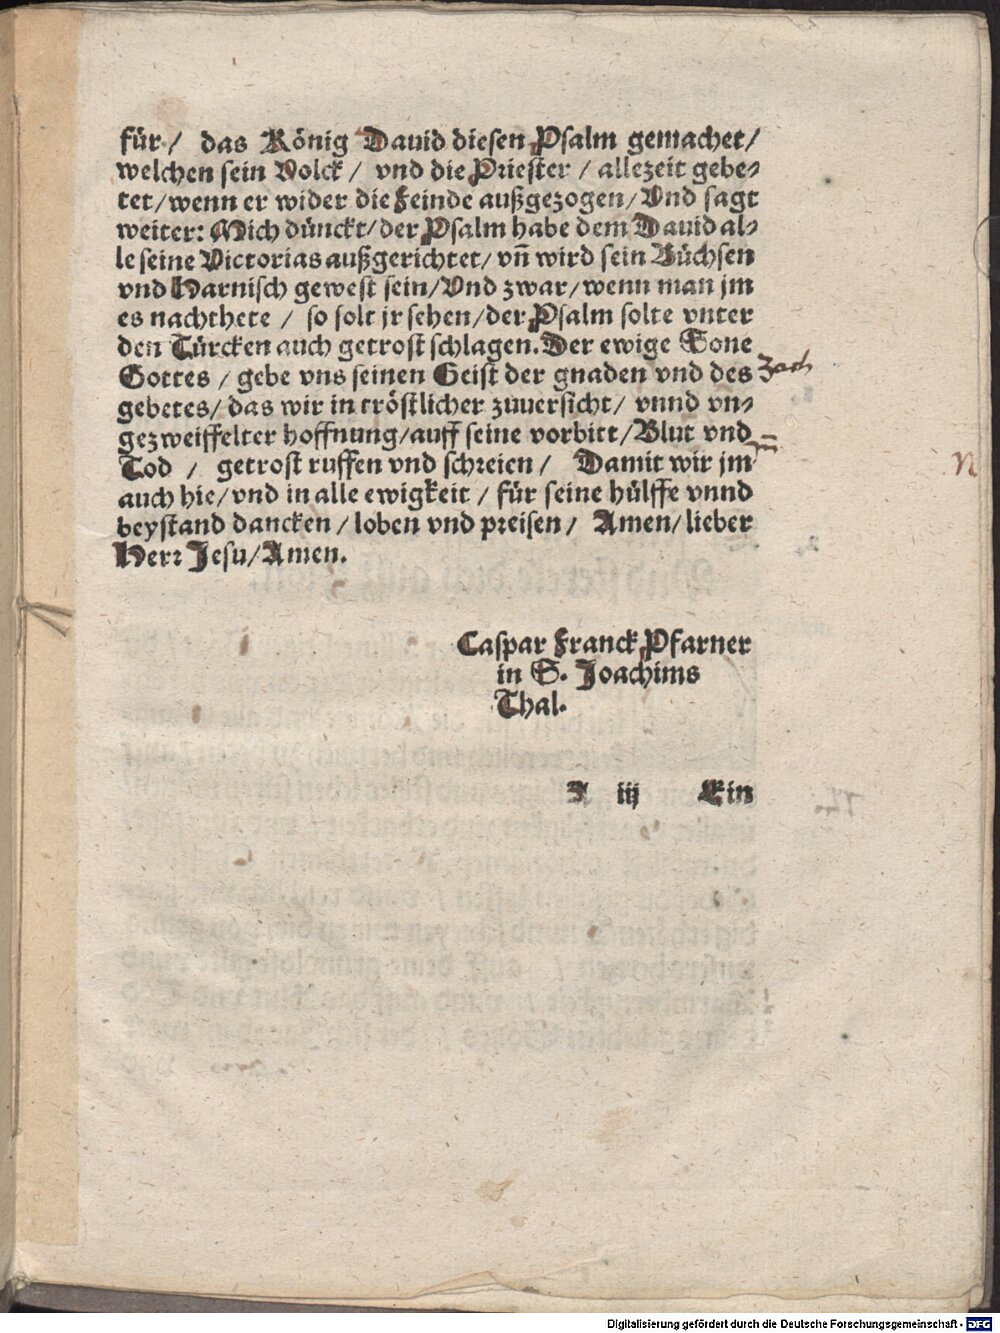 für / das König Dauid diesen Psalm gemachet /
welchen sein Volck / vnd die Priester / allezeit gebe-
tet / wenn er wider die Feinde außgezogen / Vnd sagt
weiter: Mich dünckt / der Psalm habe dem Dauid al-
le seine Victorias außgerichtet / vñ wird sein Büchsen
vnd Harnisch gewest sein / Vnd zwar / wenn man jm
es nachthete / so solt jr sehen / der Psalm solte vnter
den Türcken auch getrost schlagen. Der ewige Sone
Gottes / gebe vns seinen Geist der gnaden vnd des
Zach
gebetes / das wir in tröstlicher zuuersicht / vnnd vn-
gezweiffelter hoffnung / auff seine vorbitt / Blut vnd
Tod / getrost ruffen vnd schreien / Damit wir jm
auch hie / vnd in alle ewigkeit / für seine hülffe vnnd
beystand dancken / loben vnd preisen / Amen / lieber
Herr Jesu / Amen.
Caspar Franck Pfarner
in S. Joachims
Thal.
A iij Ein
Digitalisierung gefördert durch die Deutsche Forschungsgemeinschaft - DFG